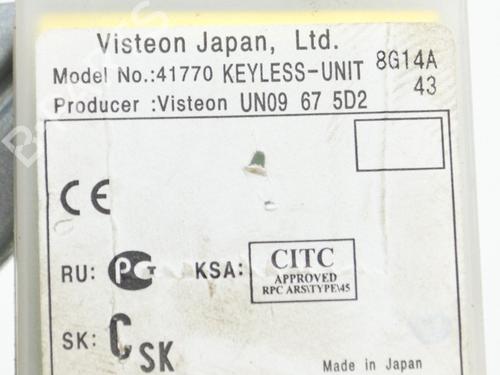 Visteon Japan, Ltd.
Model No.:41770 KEYLESS-UNIT 8G14A
Producer :Visteon UN09 67 5D2 43
CE
RU: PCT KSA: CITC
APPROVED
RPC ARS\TYPE\45
SK: CSK
Made in Japan